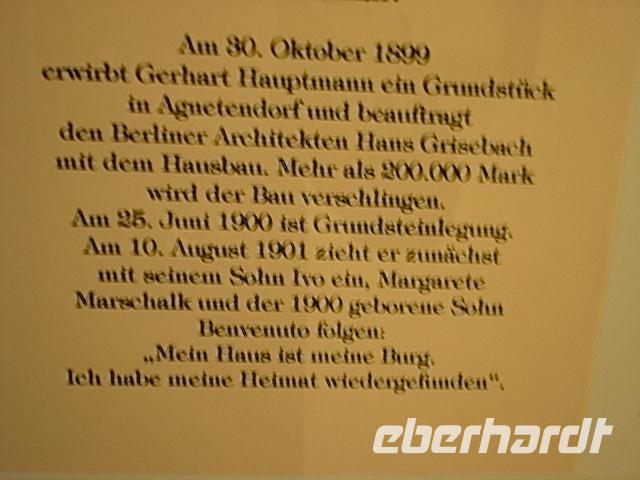 Am 30. Oktober 1899
erwirbt Gerhart Hauptmann ein Grundstück
in Agnetendorf und beauftragt
den Berliner Architekten Hans Grisebach
mit dem Hausbau. Mehr als 200.000 Mark
wird der Bau verschlingen.
Am 25. Juni 1900 ist Grundsteinlegung.
Am 10. August 1901 zieht er zunächst
mit seinem Sohn Ivo ein, Margarete
Marschalk und der 1900 geborene Sohn
Benvenuto folgen:
„Mein Haus ist meine Burg.
Ich habe meine Heimat wiedergefunden“.
eberhardt